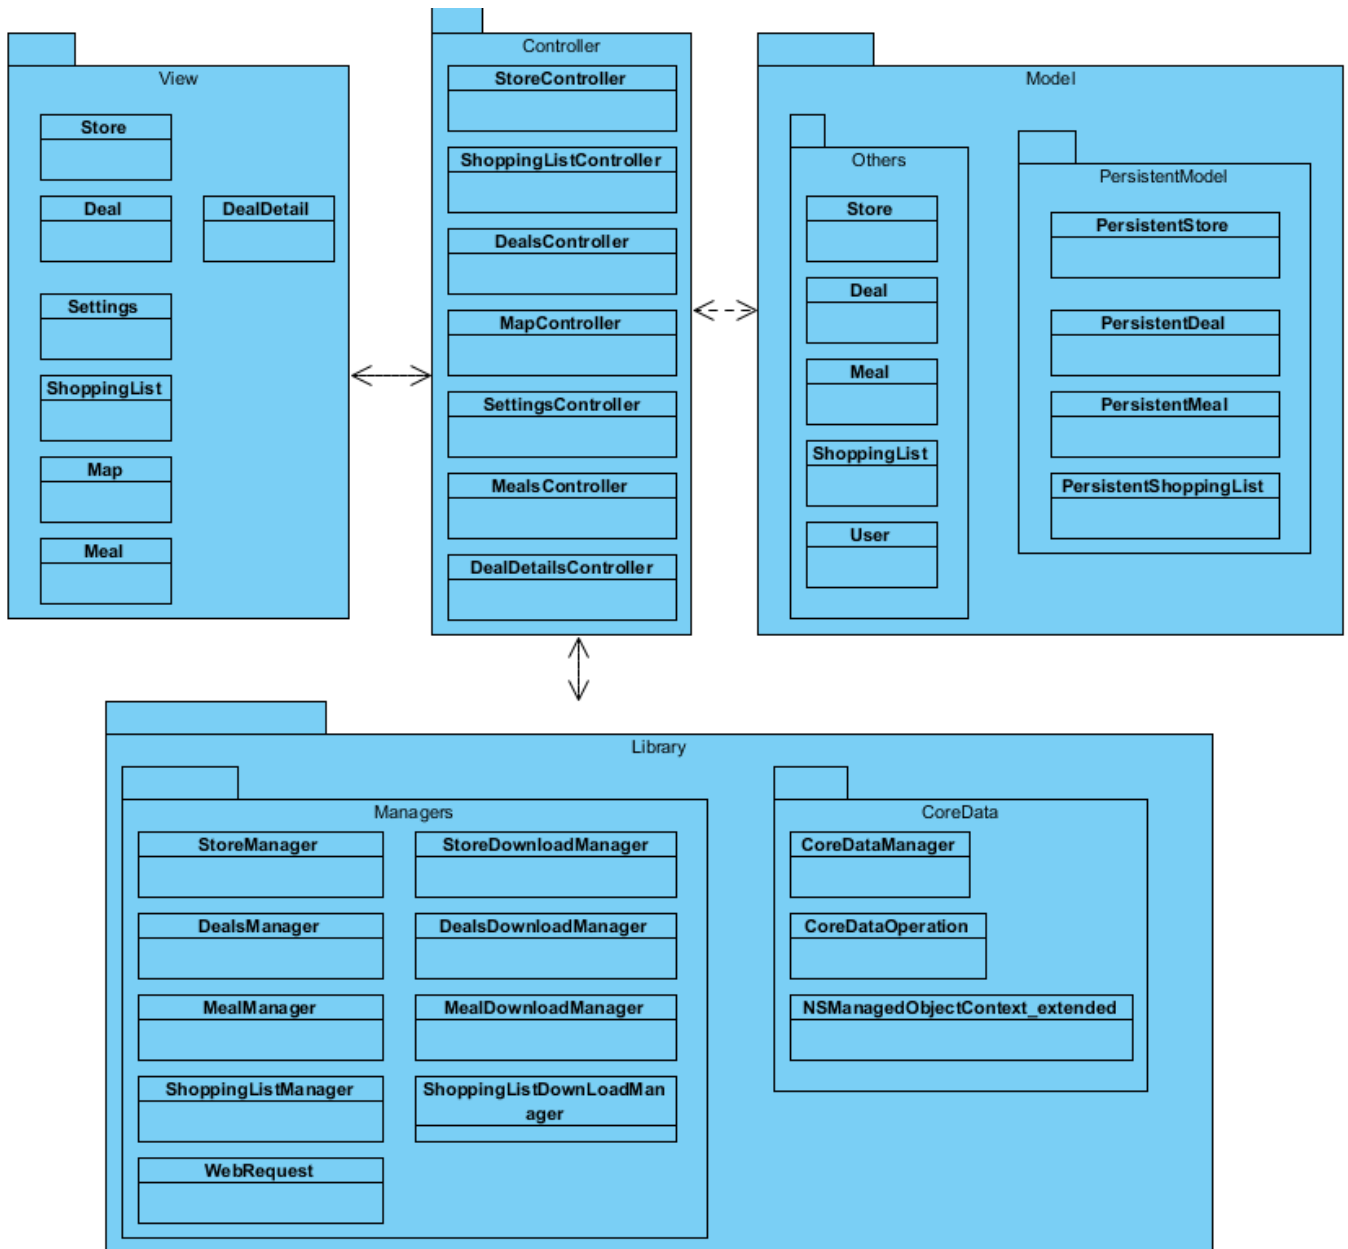 View
Store
Deal
DealDetail
Settings
ShoppingList
Map
Meal
Controller
StoreController
ShoppingListController
DealsController
MapController
SettingsController
MealsController
DealDetailsController
Model
Others
Store
Deal
Meal
ShoppingList
User
PersistentModel
PersistentStore
PersistentDeal
PersistentMeal
PersistentShoppingList
Library
Managers
StoreManager
StoreDownloadManager
DealsManager
DealsDownloadManager
MealManager
MealDownloadManager
ShoppingListManager
ShoppingListDownLoadMan
ager
WebRequest
CoreData
CoreDataManager
CoreDataOperation
NSManagedObjectContext_extended